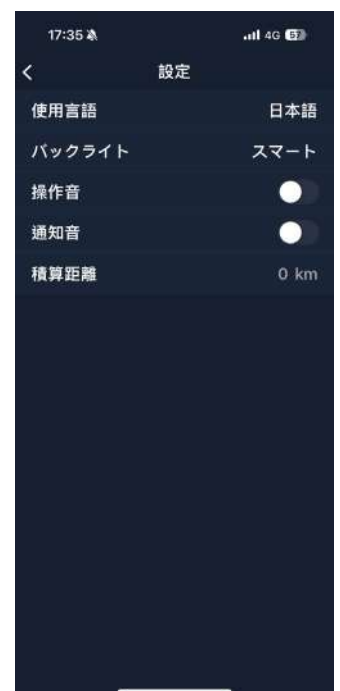 17:35 4G 57
設定
使用言語 日本語
バックライト スマート
操作音
通知音
積算距離 0 km